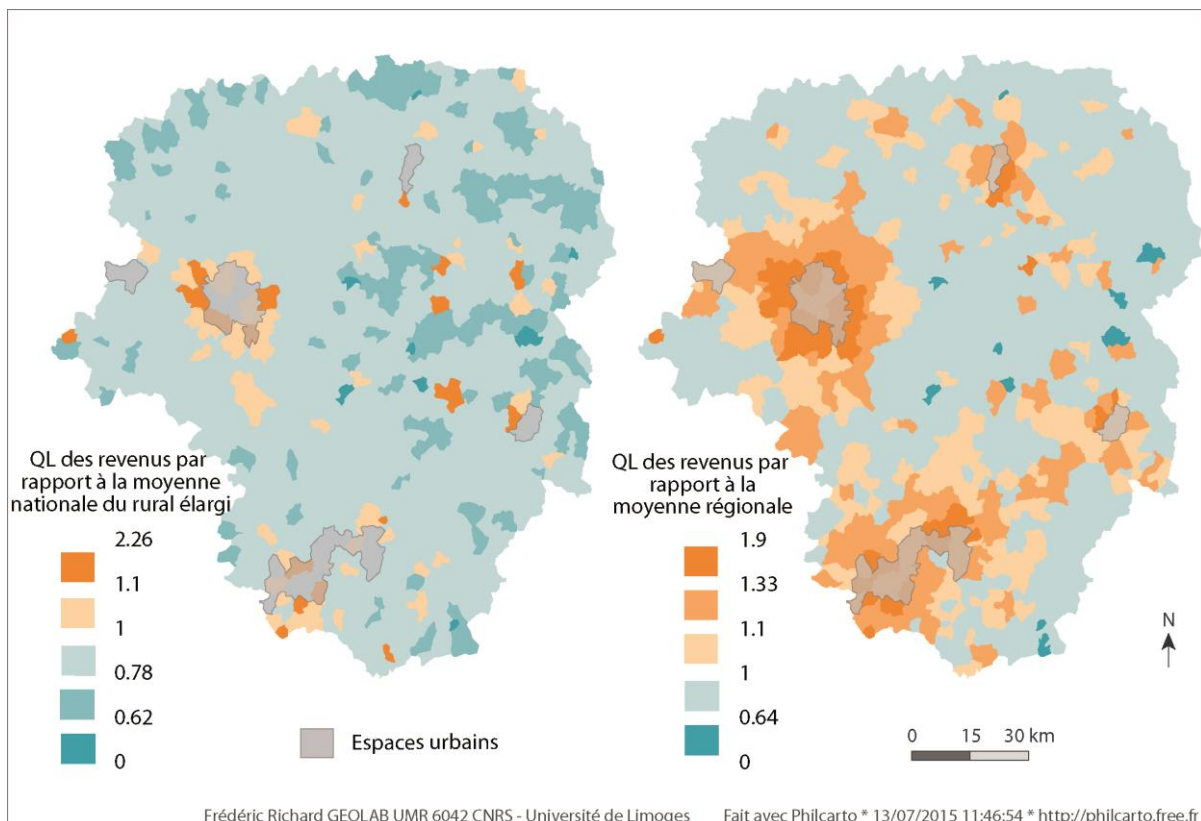 QL des revenus par
rapport à la moyenne
nationale du rural élargi
2.26
1.1
1
0.78
0.62
0
Espaces urbains
QL des revenus par
rapport à la
moyenne régionale
1.9
1.33
1.1
1
0.64
0
N
0 15 30 km
Frédéric Richard GEOLAB UMR 6042 CNRS - Université de Limoges Fait avec Philcarto * 13/07/2015 11:46:54 * http://philcarto.free.fr